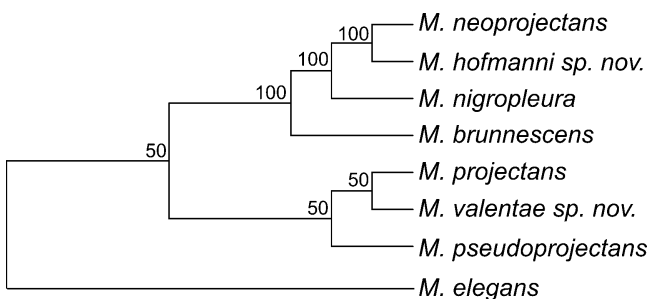 100 M. neoprojectans
100 M. hofmanni sp. nov.
100 M. nigropleura
M. brunnescens
50
50 M. projectans
50 M. valentae sp. nov.
M. pseudoprojectans
M. elegans